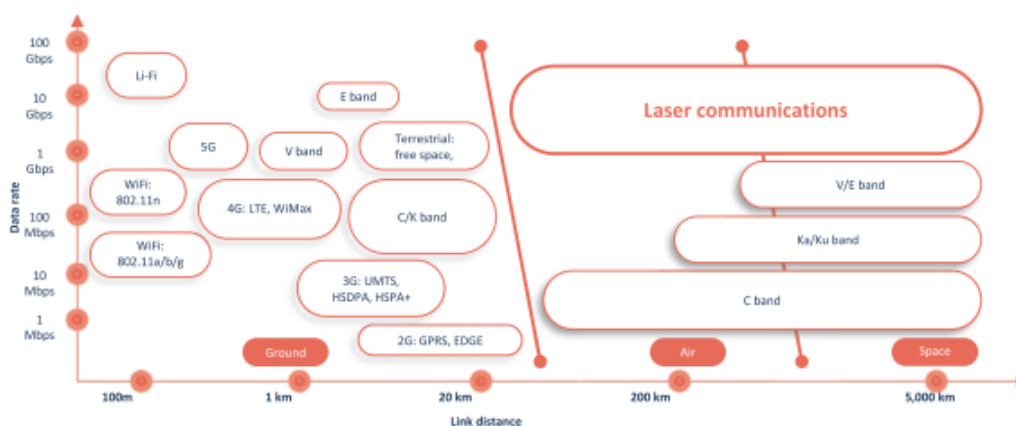 100
Gbps
Li-Fi
10
Gbps
E band
Laser communications
5G
V band
Terrestrial:
free space,
1
Gbps
WiFi:
802.11n
V/E band
Data rate
4G: LTE, WiMax
C/K band
100
Mbps
Ka/Ku band
WiFi:
802.11a/b/g
10
Mbps
3G: UMTS,
HSDPA, HSPA+
C band
1
Mbps
2G: GPRS, EDGE
Ground
Air
Space
100m
1 km
20 km
200 km
5,000 km
Link distance